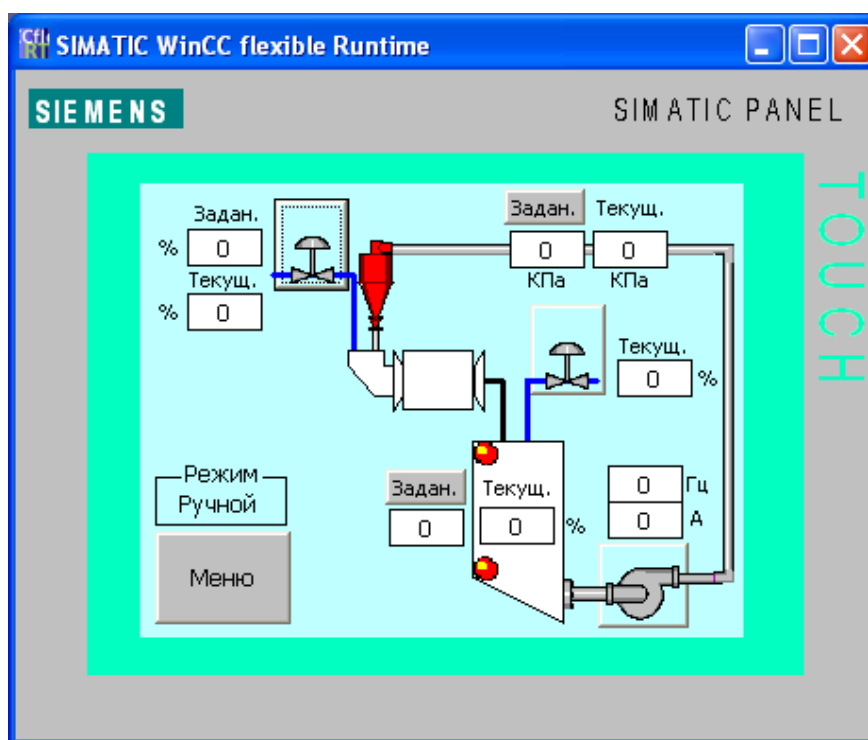 SIMATIC WinCC flexible Runtime
SIEMENS
SIMATIC PANEL
TOUCH
Задан.
% 0
Текущ.
% 0
Задан. Текущ.
0 0
КПа КПа
Текущ.
0 %
Режим
Ручной
Меню
Задан. Текущ.
0 0 %
0 Гц
0 А